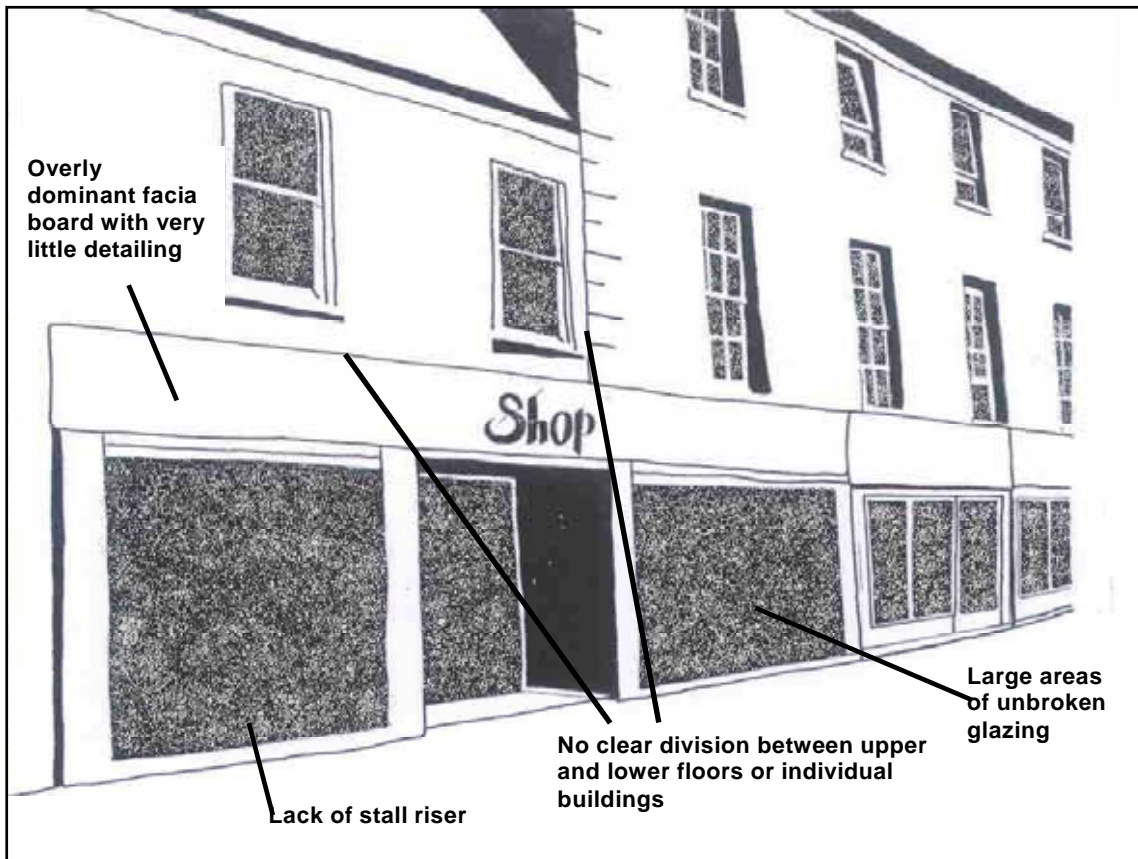 Overly
dominant facia
board with very
little detailing
Shop
Large areas
of unbroken
glazing
No clear division between upper
and lower floors or individual
buildings
Lack of stall riser